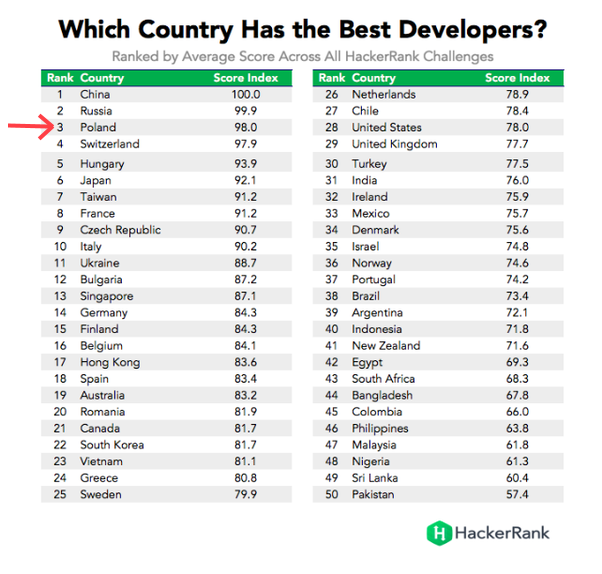 Which Country Has the Best Developers?
Ranked by Average Score Across All HackerRank Challenges
Rank Country Score Index
1 China 100.0
2 Russia 99.9
3 Poland 98.0
4 Switzerland 97.9
5 Hungary 93.9
6 Japan 92.1
7 Taiwan 91.2
8 France 91.2
9 Czech Republic 90.7
10 Italy 90.2
11 Ukraine 88.7
12 Bulgaria 87.2
13 Singapore 87.1
14 Germany 84.3
15 Finland 84.3
16 Belgium 84.1
17 Hong Kong 83.6
18 Spain 83.4
19 Australia 83.2
20 Romania 81.9
21 Canada 81.7
22 South Korea 81.7
23 Vietnam 81.1
24 Greece 80.8
25 Sweden 79.9
Rank Country Score Index
26 Netherlands 78.9
27 Chile 78.4
28 United States 78.0
29 United Kingdom 77.7
30 Turkey 77.5
31 India 76.0
32 Ireland 75.9
33 Mexico 75.7
34 Denmark 75.6
35 Israel 74.8
36 Norway 74.6
37 Portugal 74.2
38 Brazil 73.4
39 Argentina 72.1
40 Indonesia 71.8
41 New Zealand 71.6
42 Egypt 69.3
43 South Africa 68.3
44 Bangladesh 67.8
45 Colombia 66.0
46 Philippines 63.8
47 Malaysia 61.8
48 Nigeria 61.3
49 Sri Lanka 60.4
50 Pakistan 57.4
H HackerRank